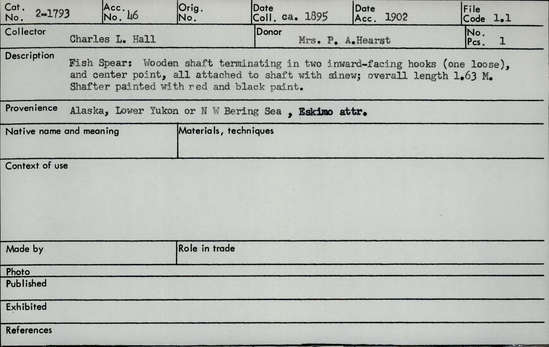 Cat. No. 2-1793 Acc. No. 46 Orig. No. Date Coll. ca. 1895 Date Acc. 1902 File Code 1.1
Collector Charles L. Hall Donor Mrs. P. A.Hearst No. Pcs. 1
Description Fish Spear: Wooden shaft terminating in two inward-facing hooks (one loose),
and center point, all attached to shaft with sinew; overall length 1.63 M.
Shafter painted with red and black paint.
Provenience Alaska, Lower Yukon or N W Bering Sea , Eskimo attr.
Native name and meaning Materials, techniques
Context of use
Made by Role in trade
Photo
Published
Exhibited
References